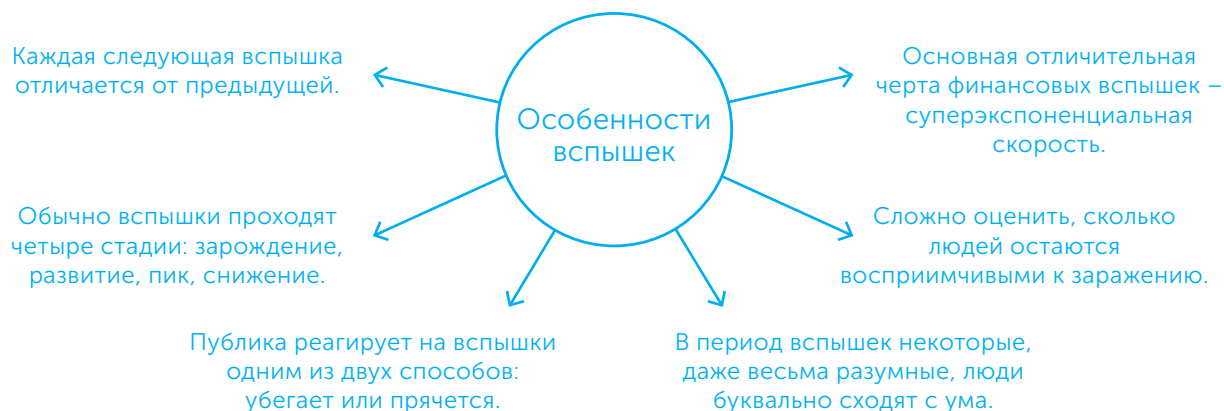 Особенности
вспышек
Каждая следующая вспышка
отличается от предыдущей.
Основная отличительная
черта финансовых вспышек –
суперэкспоненциальная
скорость.
Обычно вспышки проходят
четыре стадии: зарождение,
развитие, пик, снижение.
Сложно оценить, сколько
людей остаются
восприимчивыми к заражению.
Публика реагирует на вспышки
одним из двух способов:
убегает или прячется.
В период вспышек некоторые,
даже весьма разумные, люди
буквально сходят с ума.